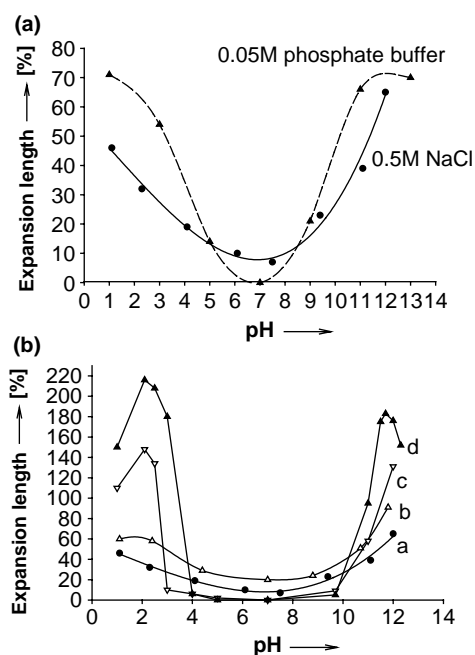 (a)
80
0.05M phosphate buffer
70
60
50
40
0.5M NaCl
30
20
10
0
Expansion length → [%]
0 1 2 3 4 5 6 7 8 9 10 11 12 13 14
pH →
(b)
220
200
180
160
140
120
100
80
60
40
20
0
Expansion length → [%]
d
c
b
a
0 2 4 6 8 10 12 14
pH →